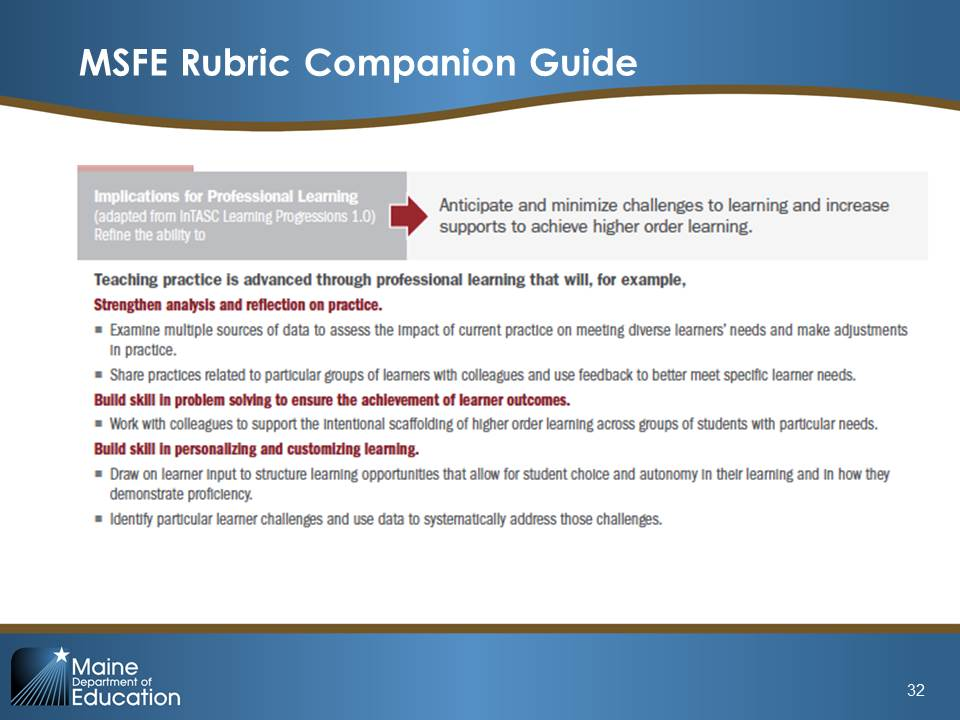 MSFE Rubric Companion Guide
Implications for Professional Learning
(adapted from InTASC Learning Progressions 1.0)
Refine the ability to
Anticipate and minimize challenges to learning and increase
supports to achieve higher order learning.
Teaching practice is advanced through professional learning that will, for example,
Strengthen analysis and reflection on practice.
▪ Examine multiple sources of data to assess the impact of current practice on meeting diverse learners' needs and make adjustments
in practice.
▪ Share practices related to particular groups of learners with colleagues and use feedback to better meet specific learner needs.
Build skill in problem solving to ensure the achievement of learner outcomes.
▪ Work with colleagues to support the intentional scaffolding of higher order learning across groups of students with particular needs.
Build skill in personalizing and customizing learning.
▪ Draw on learner input to structure learning opportunities that allow for student choice and autonomy in their learning and in how they
demonstrate proficiency.
▪ Identify particular learner challenges and use data to systematically address those challenges.
Maine
Department of
Education
32